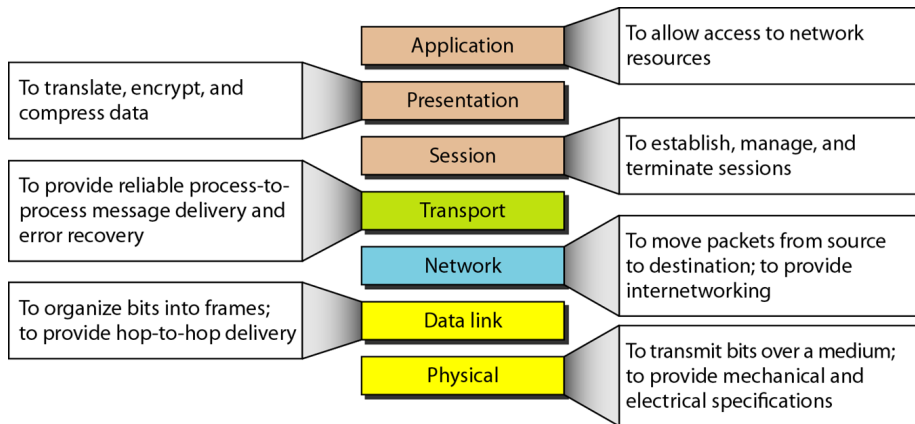 Application
To allow access to network
resources
To translate, encrypt, and
compress data
Presentation
Session
To establish, manage, and
terminate sessions
To provide reliable process-to-
process message delivery and
error recovery
Transport
Network
To move packets from source
to destination; to provide
internetworking
To organize bits into frames;
to provide hop-to-hop delivery
Data link
Physical
To transmit bits over a medium;
to provide mechanical and
electrical specifications